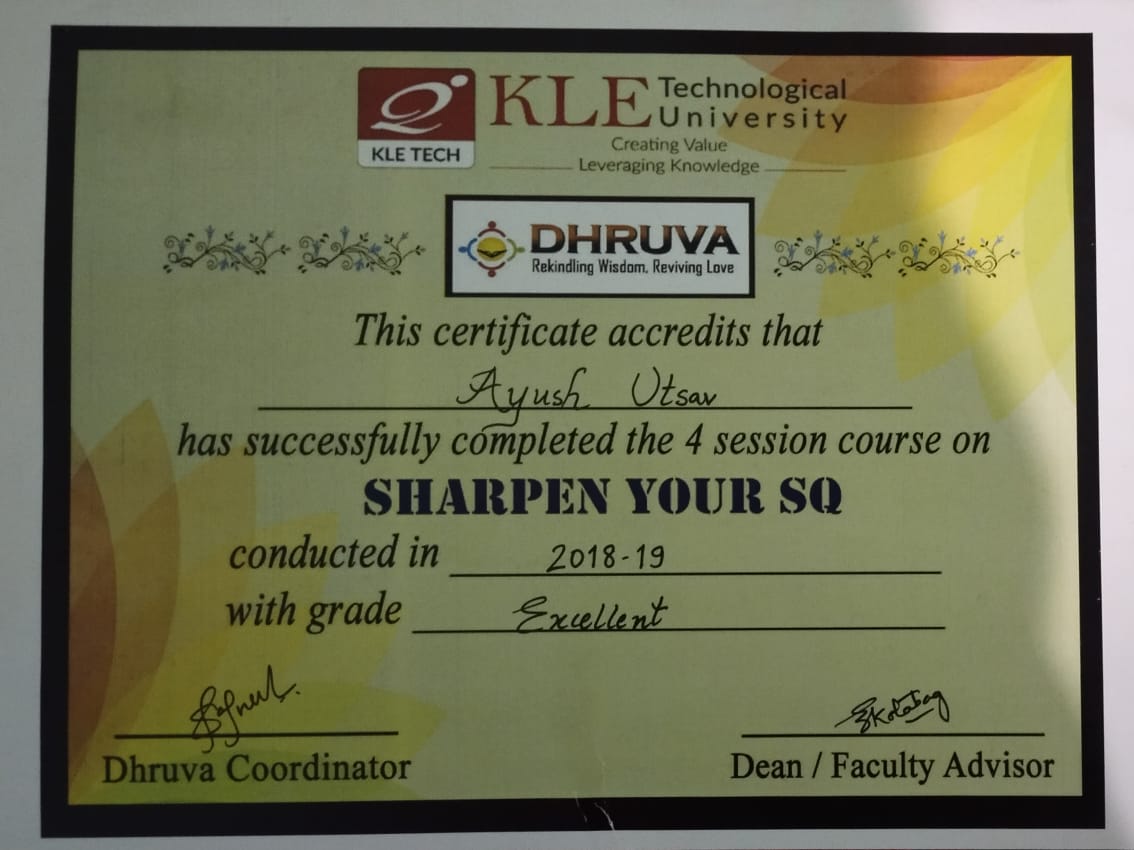 KLE Technological University
KLE TECH
Creating Value
Leveraging Knowledge
DHRUVA
Rekindling Wisdom, Reviving Love
This certificate accredits that
Ayush Utsav
has successfully completed the 4 session course on
SHARPEN YOUR SQ
conducted in 2018-19
with grade Excellent
Dhruva Coordinator
Dean / Faculty Advisor